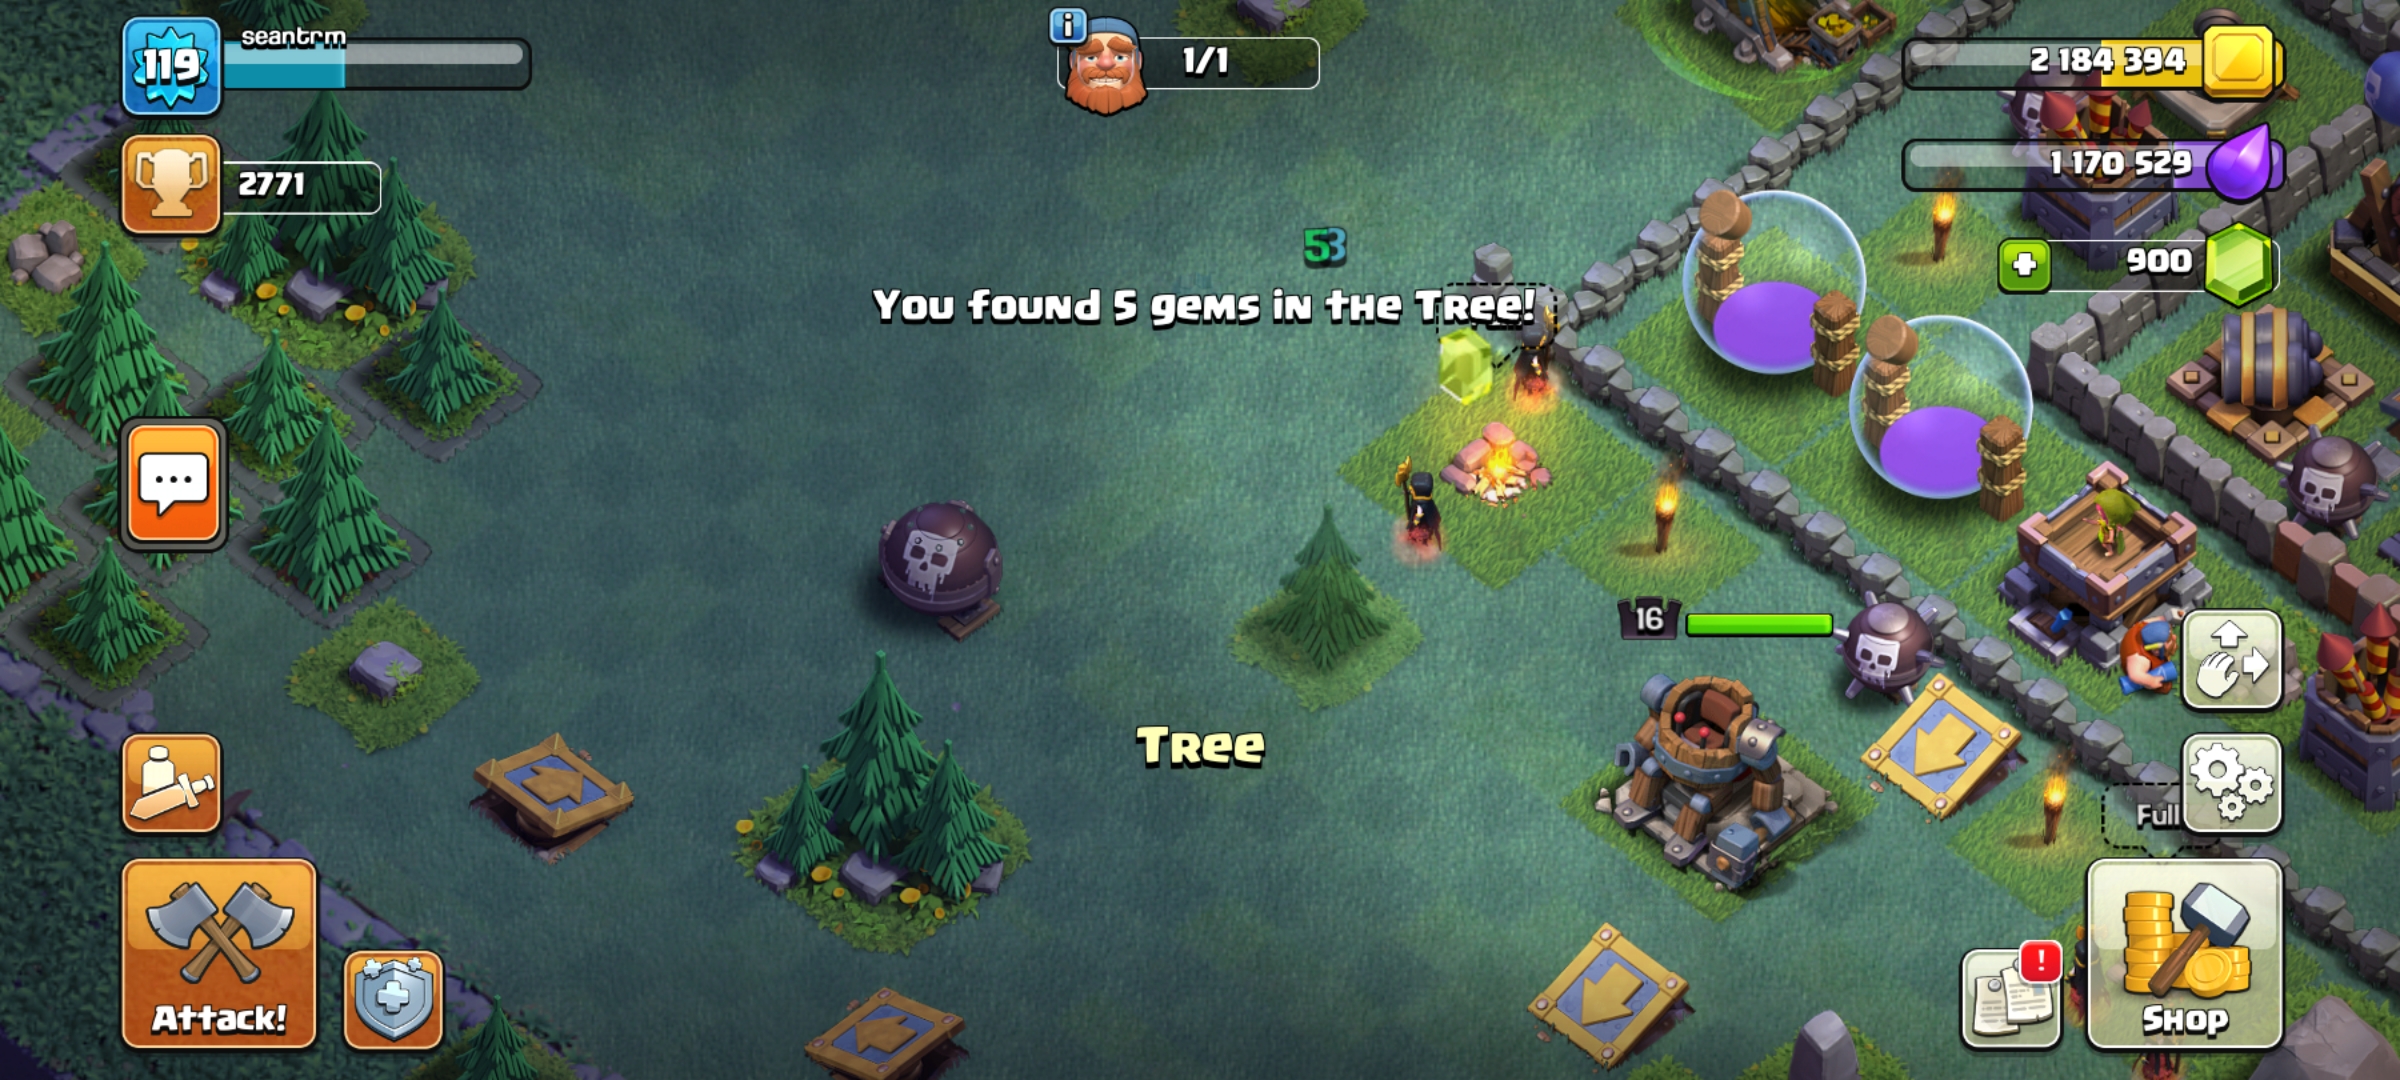 119
seantrm
1/1
2 184 394
1 170 529
2771
53
900
You found 5 gems in the Tree!
16
Tree
Full
Attack!
!
Shop